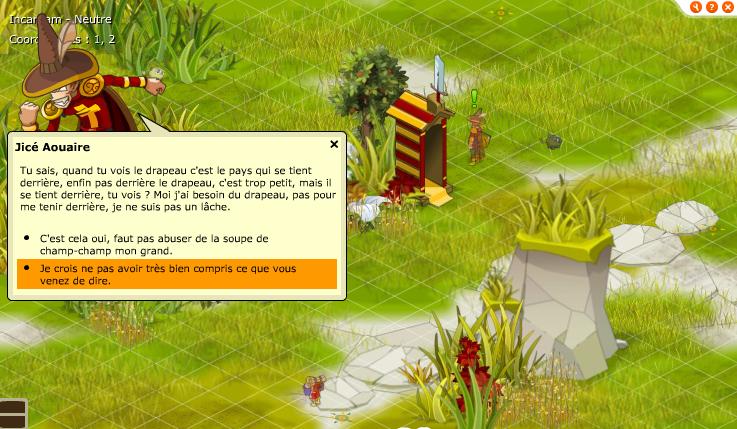 Incarnam - Neutre
: 1, 2
Jicé Aouaire
Tu sais, quand tu vois le drapeau c'est le pays qui se tient
derrière, enfin pas derrière le drapeau, c'est trop petit, mais il
se tient derrière, tu vois ? Moi j'ai besoin du drapeau, pas pour
me tenir derrière, je ne suis pas un lâche.
C'est cela oui, faut pas abuser de la soupe de
champ-champ mon grand.
Je crois ne pas avoir très bien compris ce que vous
venez de dire.